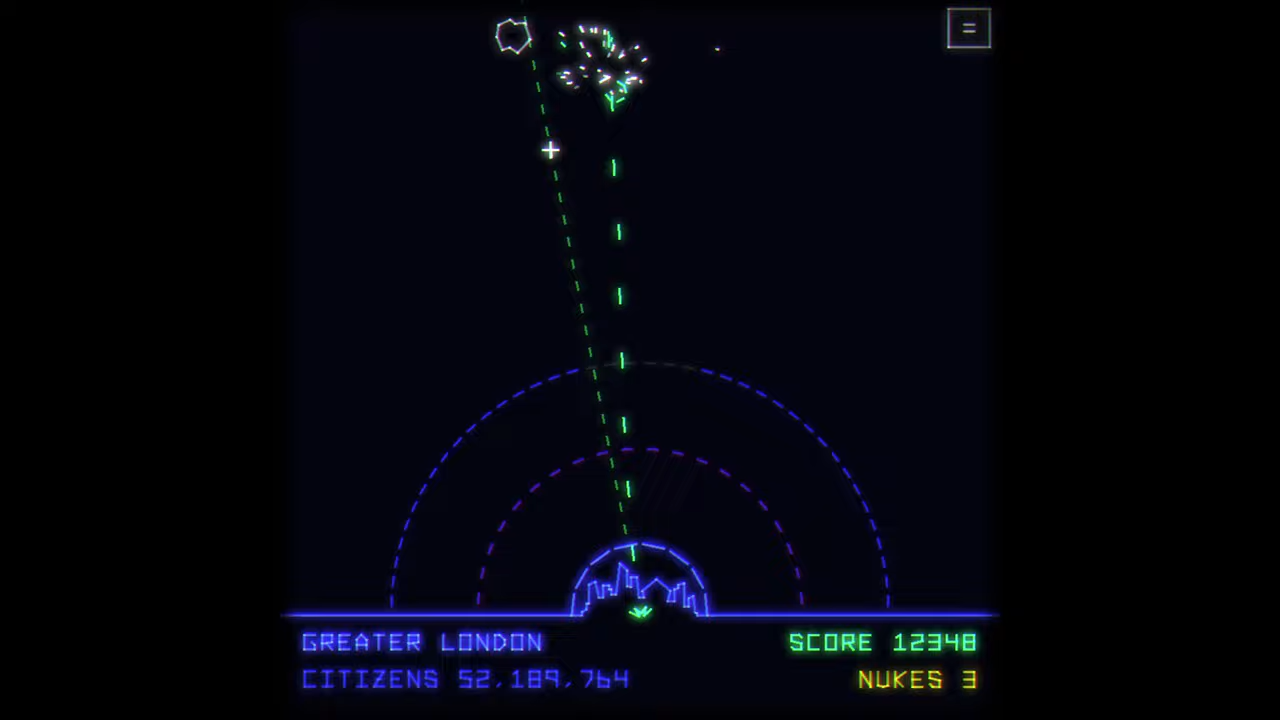 GREATER LONDON
SCORE 12348
CITIZENS 52,189,764
NUKES 3